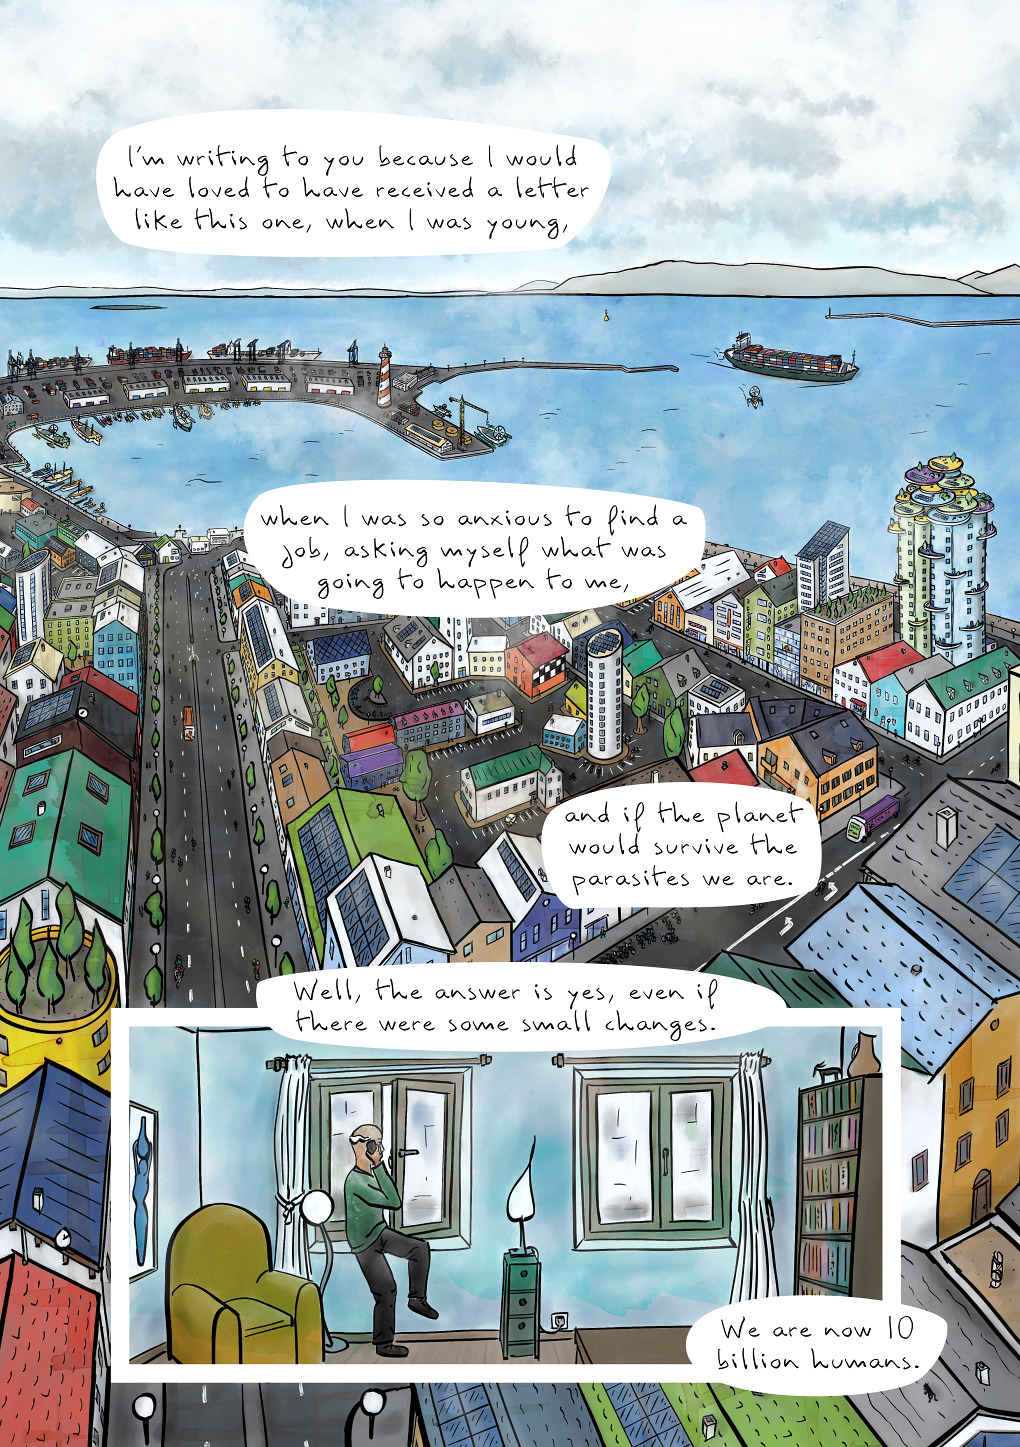 I'm writing to you because I would
have loved to have received a letter
like this one, when I was young,
when I was so anxious to find a
job, asking myself what was
going to happen to me,
and if the planet
would survive the
parasites we are.
Well, the answer is yes, even if
there were some small changes.
We are now 10
billion humans.